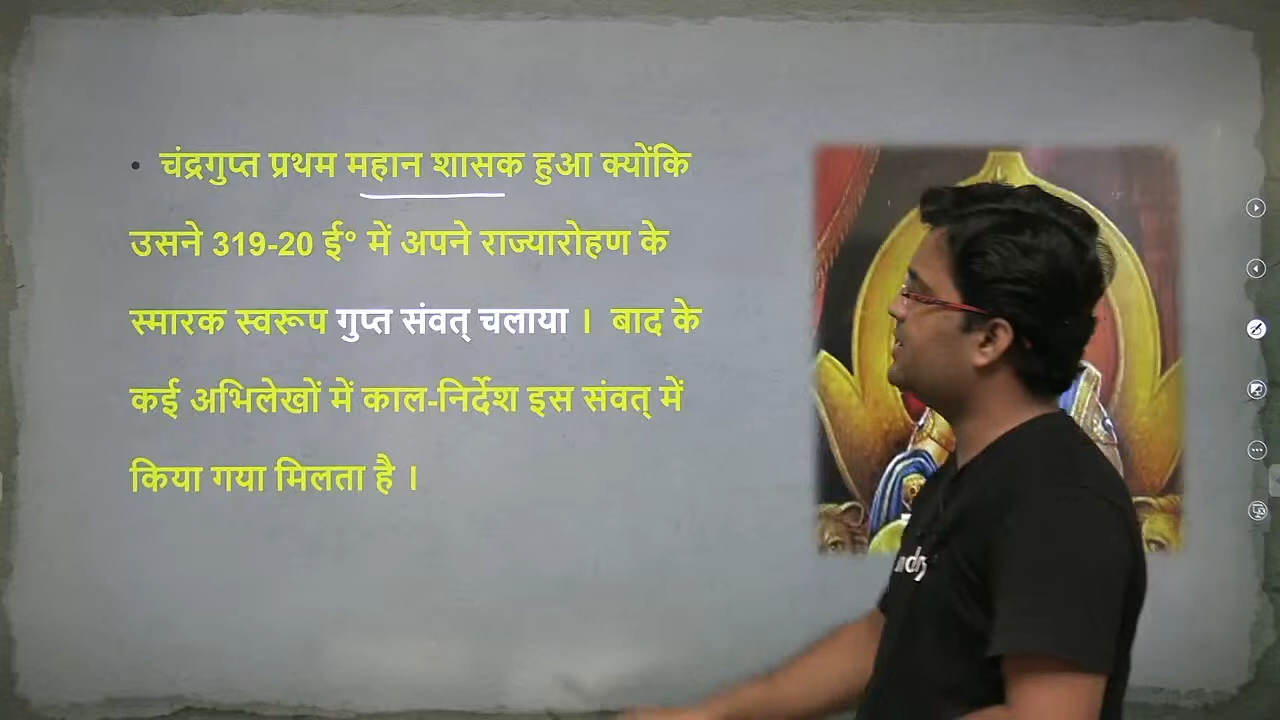 • चंद्रगुप्त प्रथम महान शासक हुआ क्योंकि
उसने 319-20 ई° में अपने राज्यारोहण के
स्मारक स्वरूप गुप्त संवत् चलाया । बाद के
कई अभिलेखों में काल-निर्देश इस संवत् में
किया गया मिलता है ।